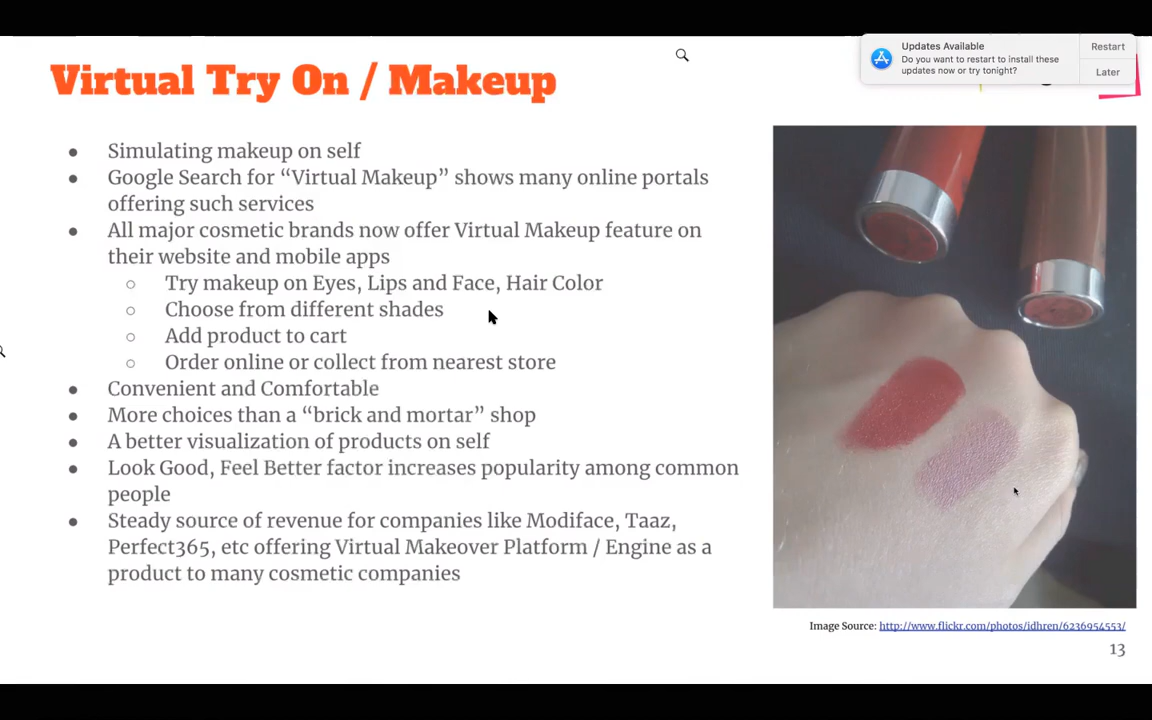 Virtual Try On / Makeup
Updates Available
Do you want to restart to install these
updates now or try tonight?
Restart
Later
● Simulating makeup on self
● Google Search for “Virtual Makeup” shows many online portals
offering such services
● All major cosmetic brands now offer Virtual Makeup feature on
their website and mobile apps
○ Try makeup on Eyes, Lips and Face, Hair Color
○ Choose from different shades
○ Add product to cart
○ Order online or collect from nearest store
● Convenient and Comfortable
● More choices than a “brick and mortar” shop
● A better visualization of products on self
● Look Good, Feel Better factor increases popularity among common
people
● Steady source of revenue for companies like Modiface, Taaz,
Perfect365, etc offering Virtual Makeover Platform / Engine as a
product to many cosmetic companies
Image Source: http://www.flickr.com/photos/idhren/6236954553/
13